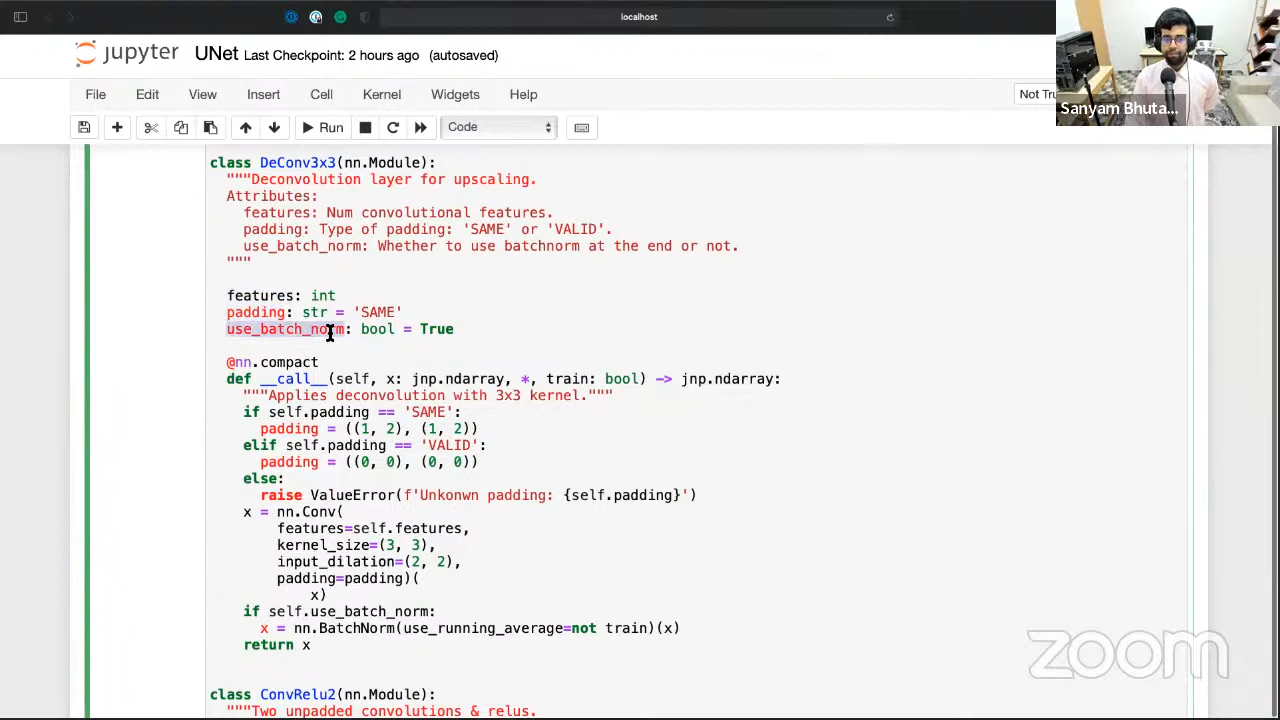 localhost
jupyter UNet Last Checkpoint: 2 hours ago (autosaved)
File Edit View Insert Cell Kernel Widgets Help
Not Tru
Run Code
Sanyam Bhuta...
class DeConv3x3(nn.Module):
"""Deconvolution layer for upscaling.
Attributes:
features: Num convolutional features.
padding: Type of padding: 'SAME' or 'VALID'.
use_batch_norm: Whether to use batchnorm at the end or not.
"""
features: int
padding: str = 'SAME'
use_batch_norm: bool = True
@nn.compact
def __call__(self, x: jnp.ndarray, *, train: bool) -> jnp.ndarray:
"""Applies deconvolution with 3x3 kernel."""
if self.padding == 'SAME':
padding = ((1, 2), (1, 2))
elif self.padding == 'VALID':
padding = ((0, 0), (0, 0))
else:
raise ValueError(f'Unkonwn padding: {self.padding}')
x = nn.Conv(
features=self.features,
kernel_size=(3, 3),
input_dilation=(2, 2),
padding=padding)(
x)
if self.use_batch_norm:
x = nn.BatchNorm(use_running_average=not train)(x)
return x
class ConvRelu2(nn.Module):
"""Two unpadded convolutions & relus.
zoom